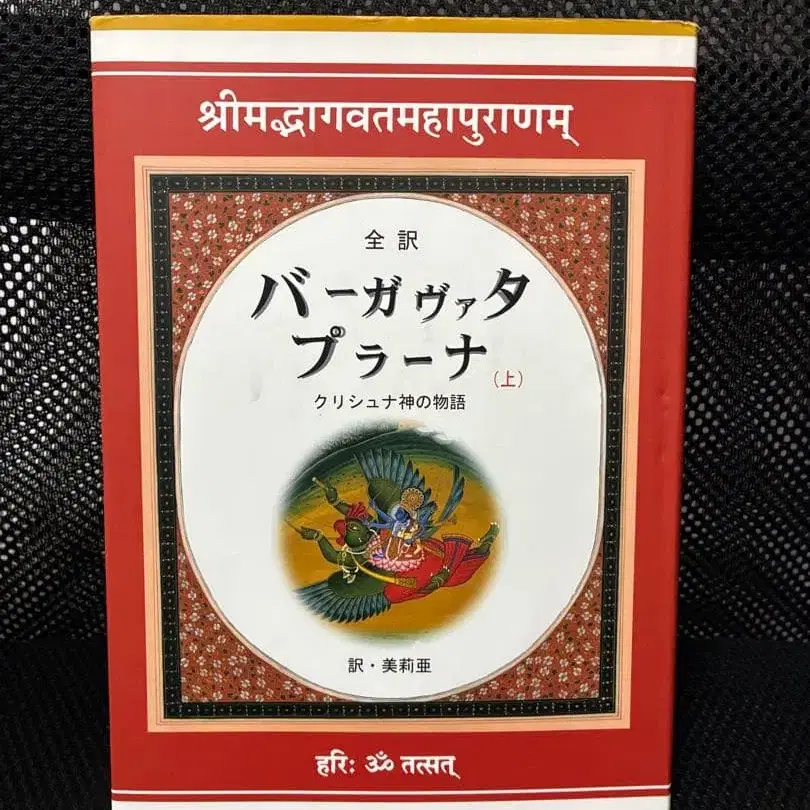 श्रीमद्भागवतमहापुराणम्
全訳
バーガヴァタ
プラーナ(上)
クリシュナ神の物語
訳・美莉亜
हरिः ॐ तत्सत्